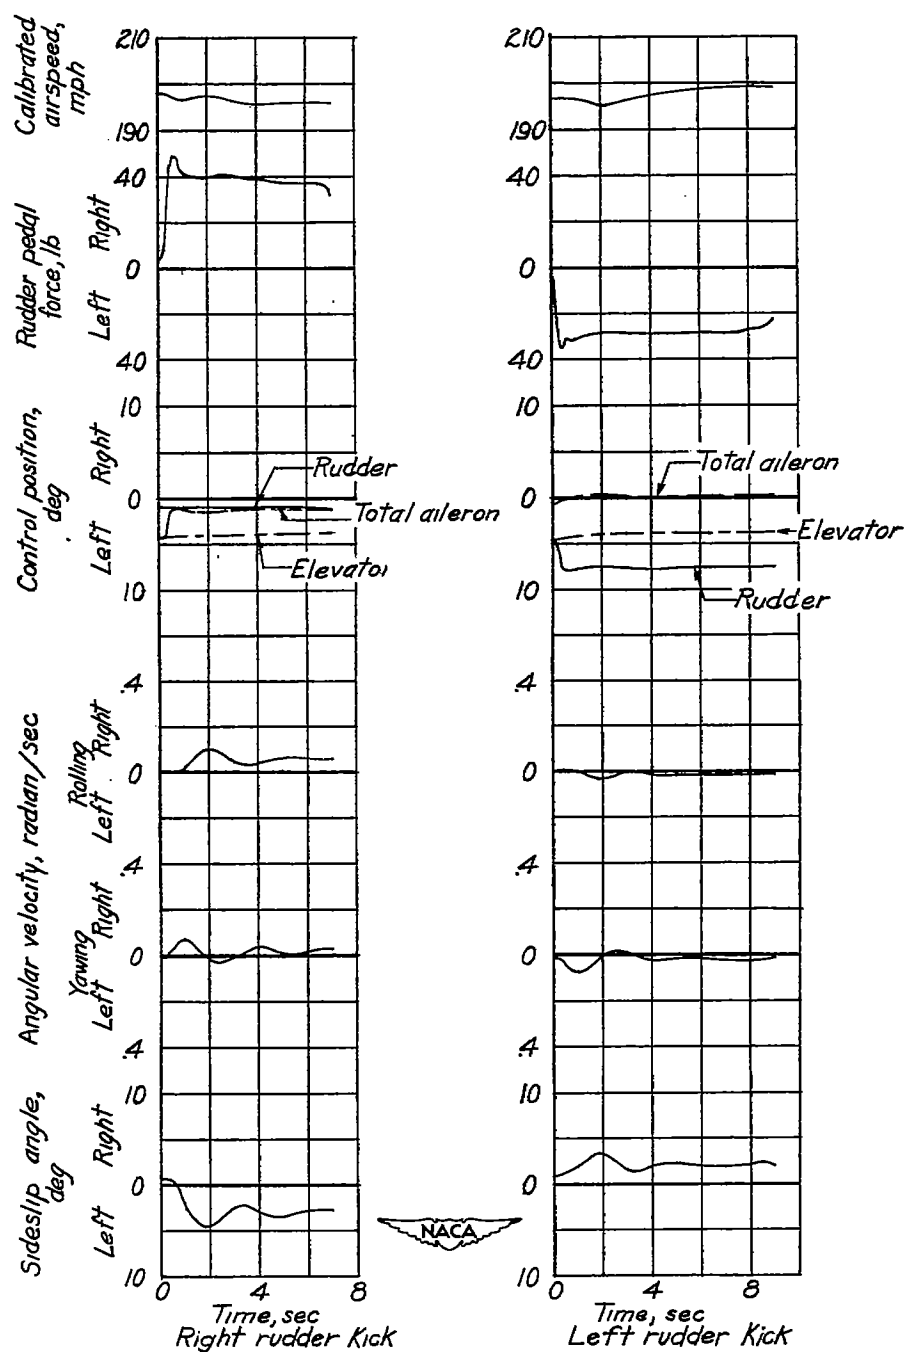 Calibrated
airspeed,
mph
210
190
210
190
Rudder pedal
force, lb
Left Right
40
0
40
40
0
40
Control position,
deg
Left Right
10
0
10
Rudder
Total aileron
Elevator
10
0
10
Total aileron
Elevator
Rudder
Angular velocity, radian/sec
Rolling
Left Right
.4
0
.4
.4
0
.4
Yawing
Left Right
0
.4
0
.4
Sideslip angle,
deg
Left Right
10
0
10
10
0
10
NACA
0 4 8
Time, sec
Right rudder kick
0 4 8
Time, sec
Left rudder kick